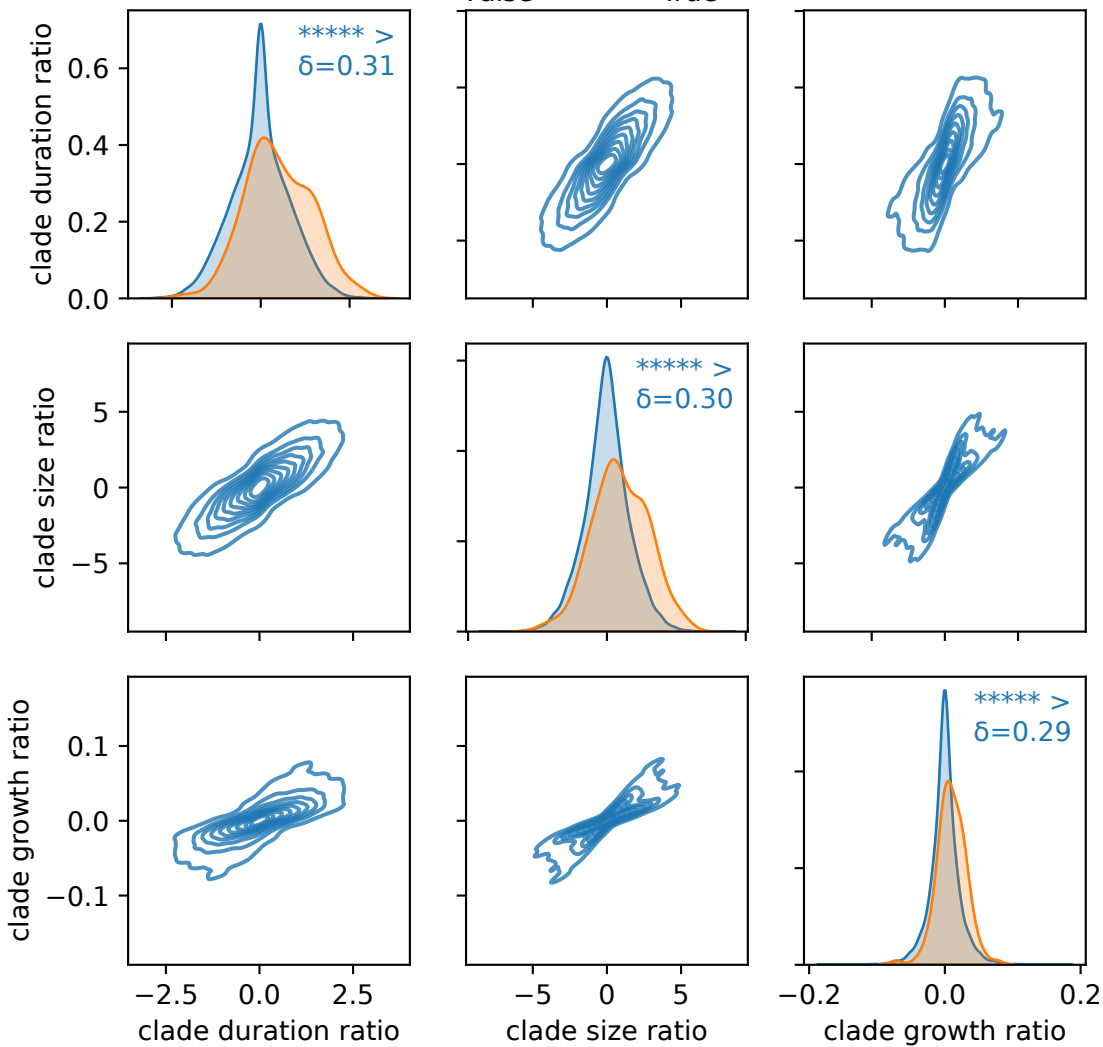 ***** >
δ=0.31
clade duration ratio
0.6
0.4
0.2
0.0
***** >
δ=0.30
clade size ratio
5
0
−5
***** >
δ=0.29
clade growth ratio
0.1
0.0
−0.1
−2.5 0.0 2.5
−5 0 5
−0.2 0.0 0.2
clade duration ratio
clade size ratio
clade growth ratio